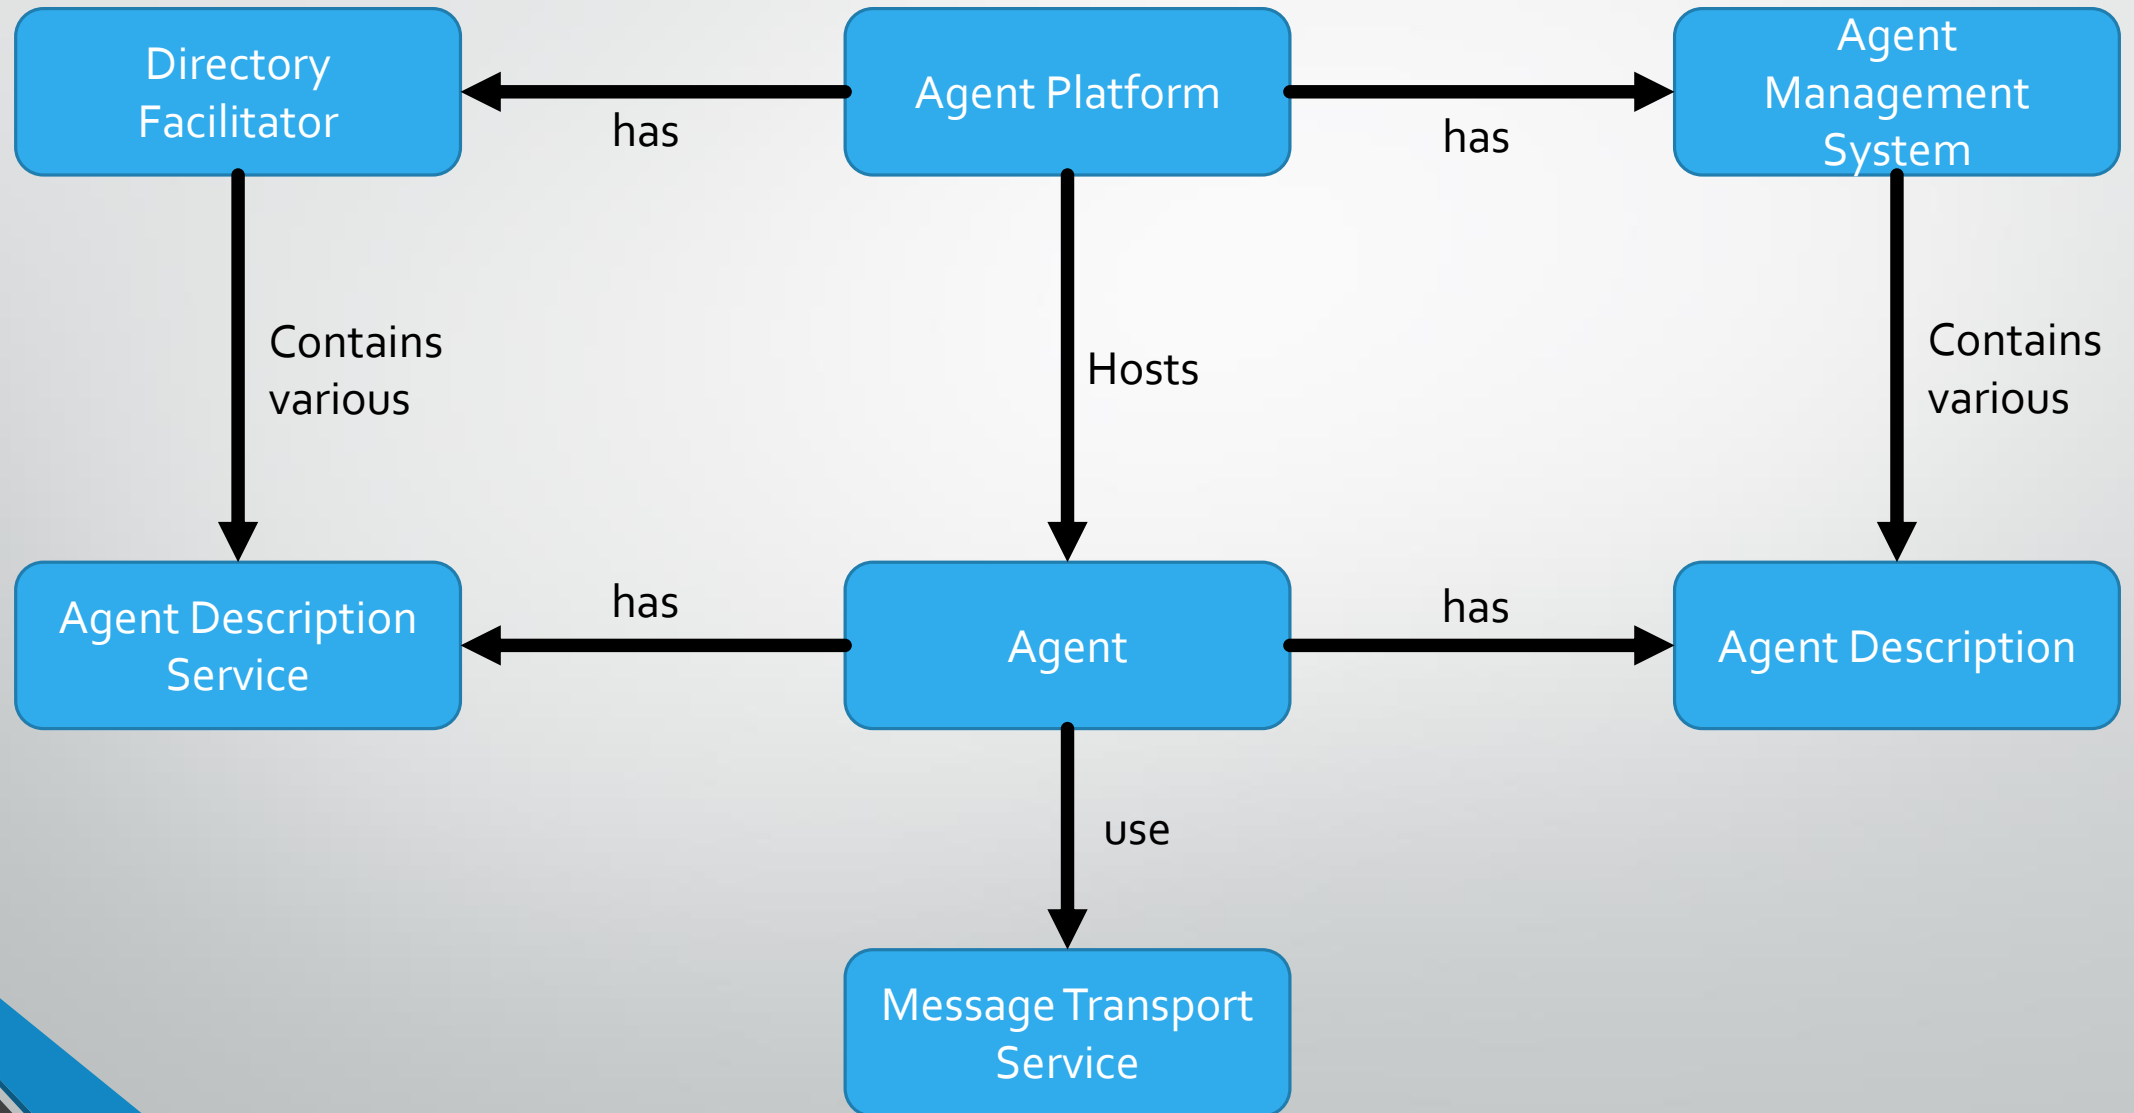 Directory
Facilitator
has
Agent Platform
has
Agent
Management
System
Contains
various
Hosts
Contains
various
Agent Description
Service
has
Agent
has
Agent Description
use
Message Transport
Service